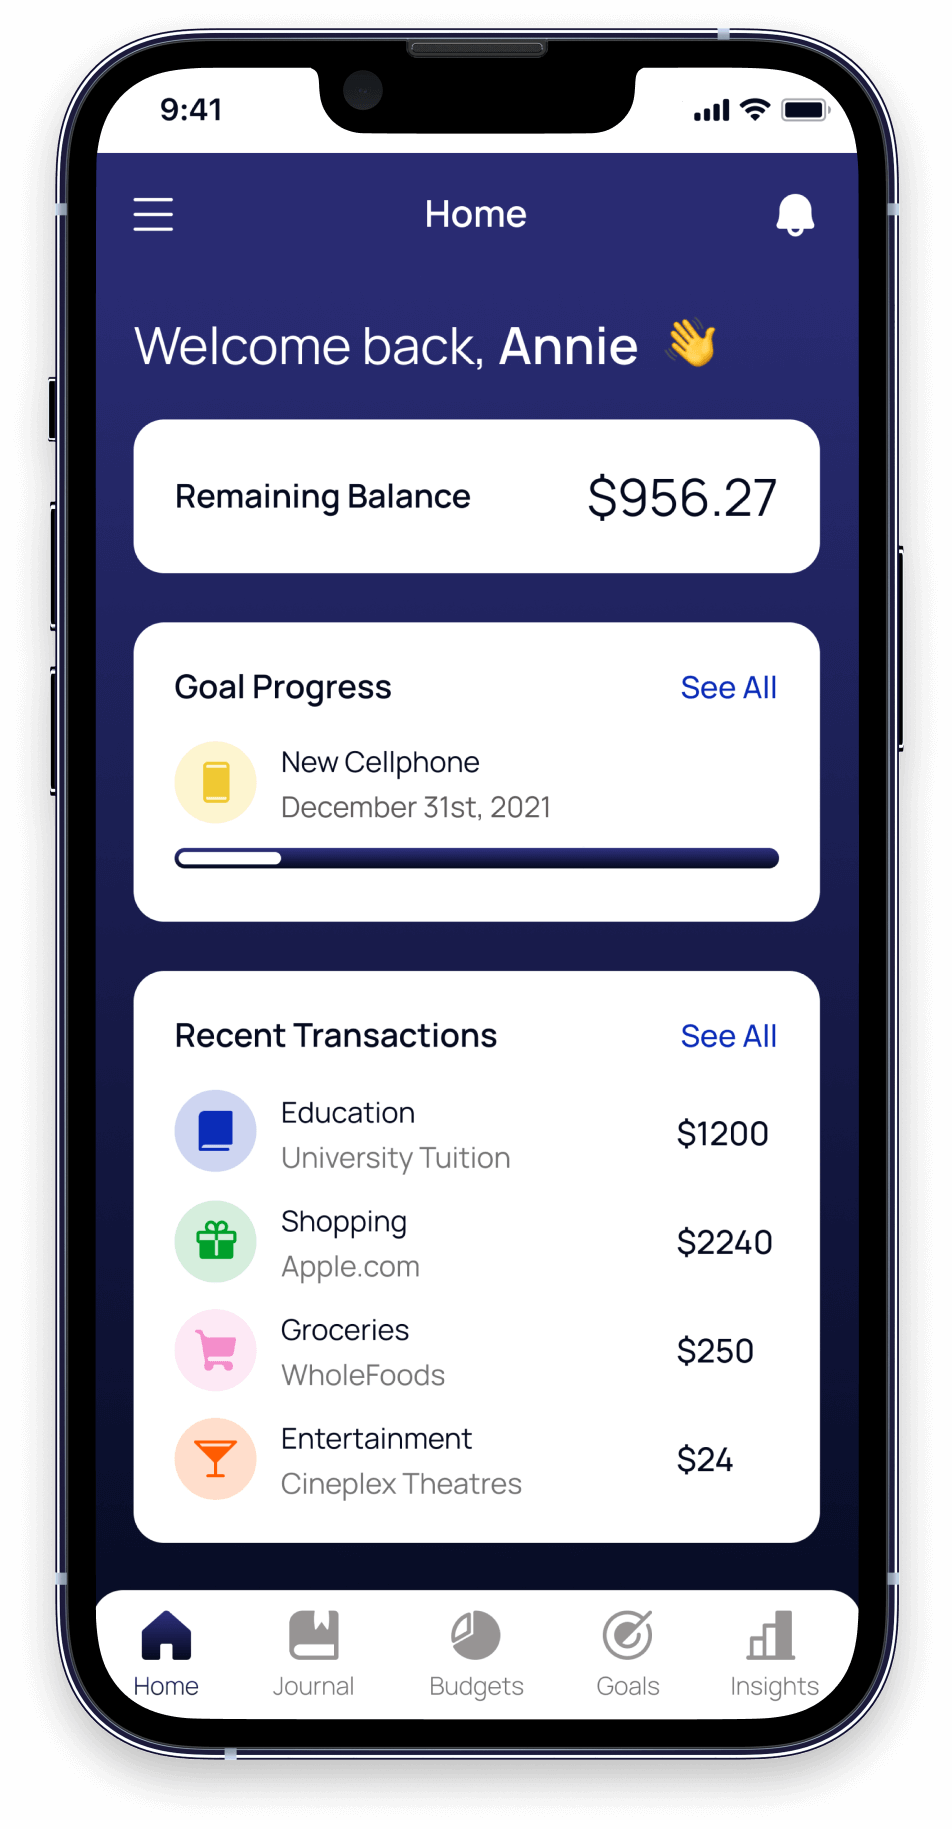 9:41
Home
Welcome back, Annie 👋
Remaining Balance $956.27
Goal Progress See All
New Cellphone
December 31st, 2021
Recent Transactions See All
Education
University Tuition
$1200
Shopping
Apple.com
$2240
Groceries
WholeFoods
$250
Entertainment
Cineplex Theatres
$24
Home Journal Budgets Goals Insights